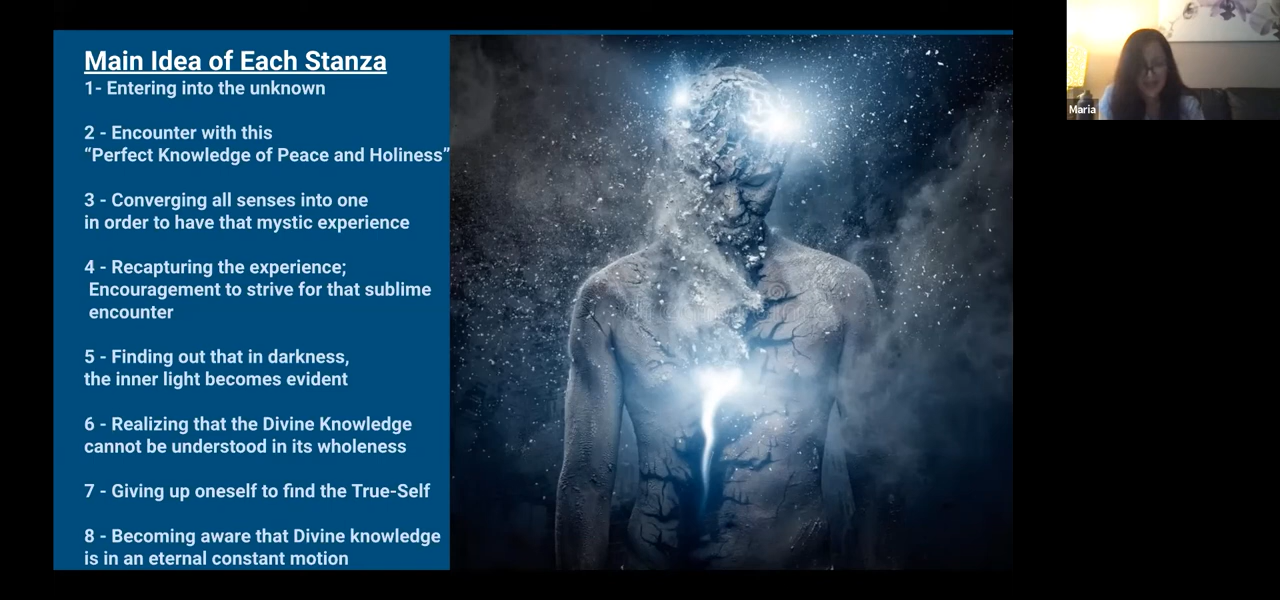 Main Idea of Each Stanza
1- Entering into the unknown
2 - Encounter with this
“Perfect Knowledge of Peace and Holiness”
3 - Converging all senses into one
in order to have that mystic experience
4 - Recapturing the experience;
Encouragement to strive for that sublime
encounter
5 - Finding out that in darkness,
the inner light becomes evident
6 - Realizing that the Divine Knowledge
cannot be understood in its wholeness
7 - Giving up oneself to find the True-Self
8 - Becoming aware that Divine knowledge
is in an eternal constant motion
Maria